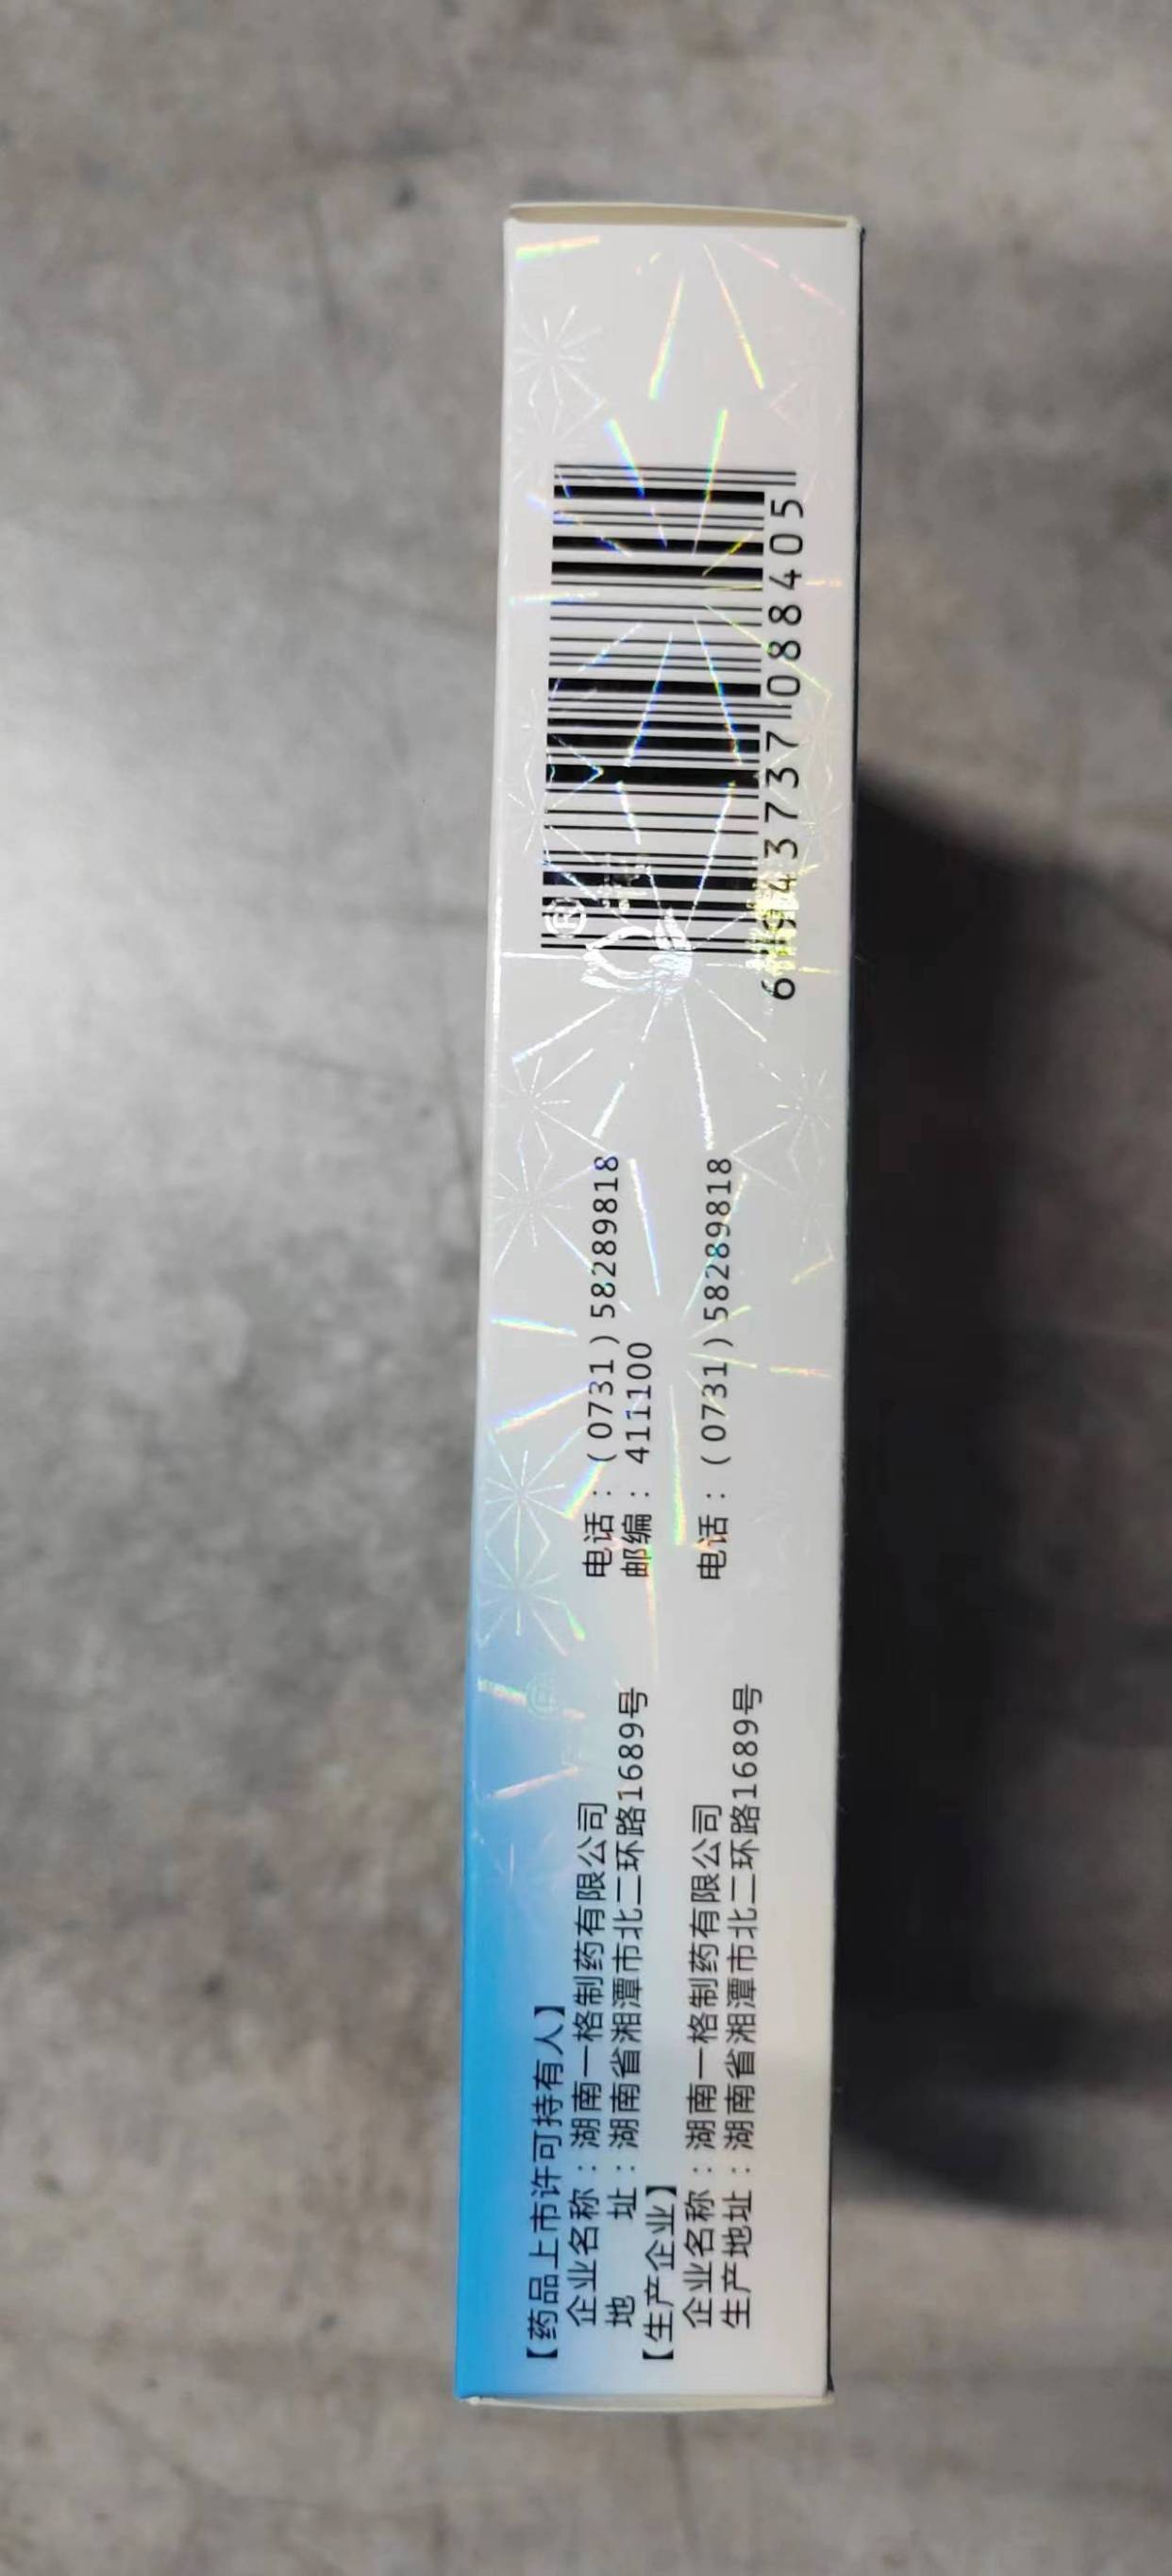 【药品上市许可持有人】
企业名称：湖南一格制药有限公司 电话：(0731)58289818
地 址：湖南省湘潭市北二环路1689号 邮编：411100
【生产企业】
企业名称：湖南一格制药有限公司 电话：(0731)58289818
生产地址：湖南省湘潭市北二环路1689号
6943737088405